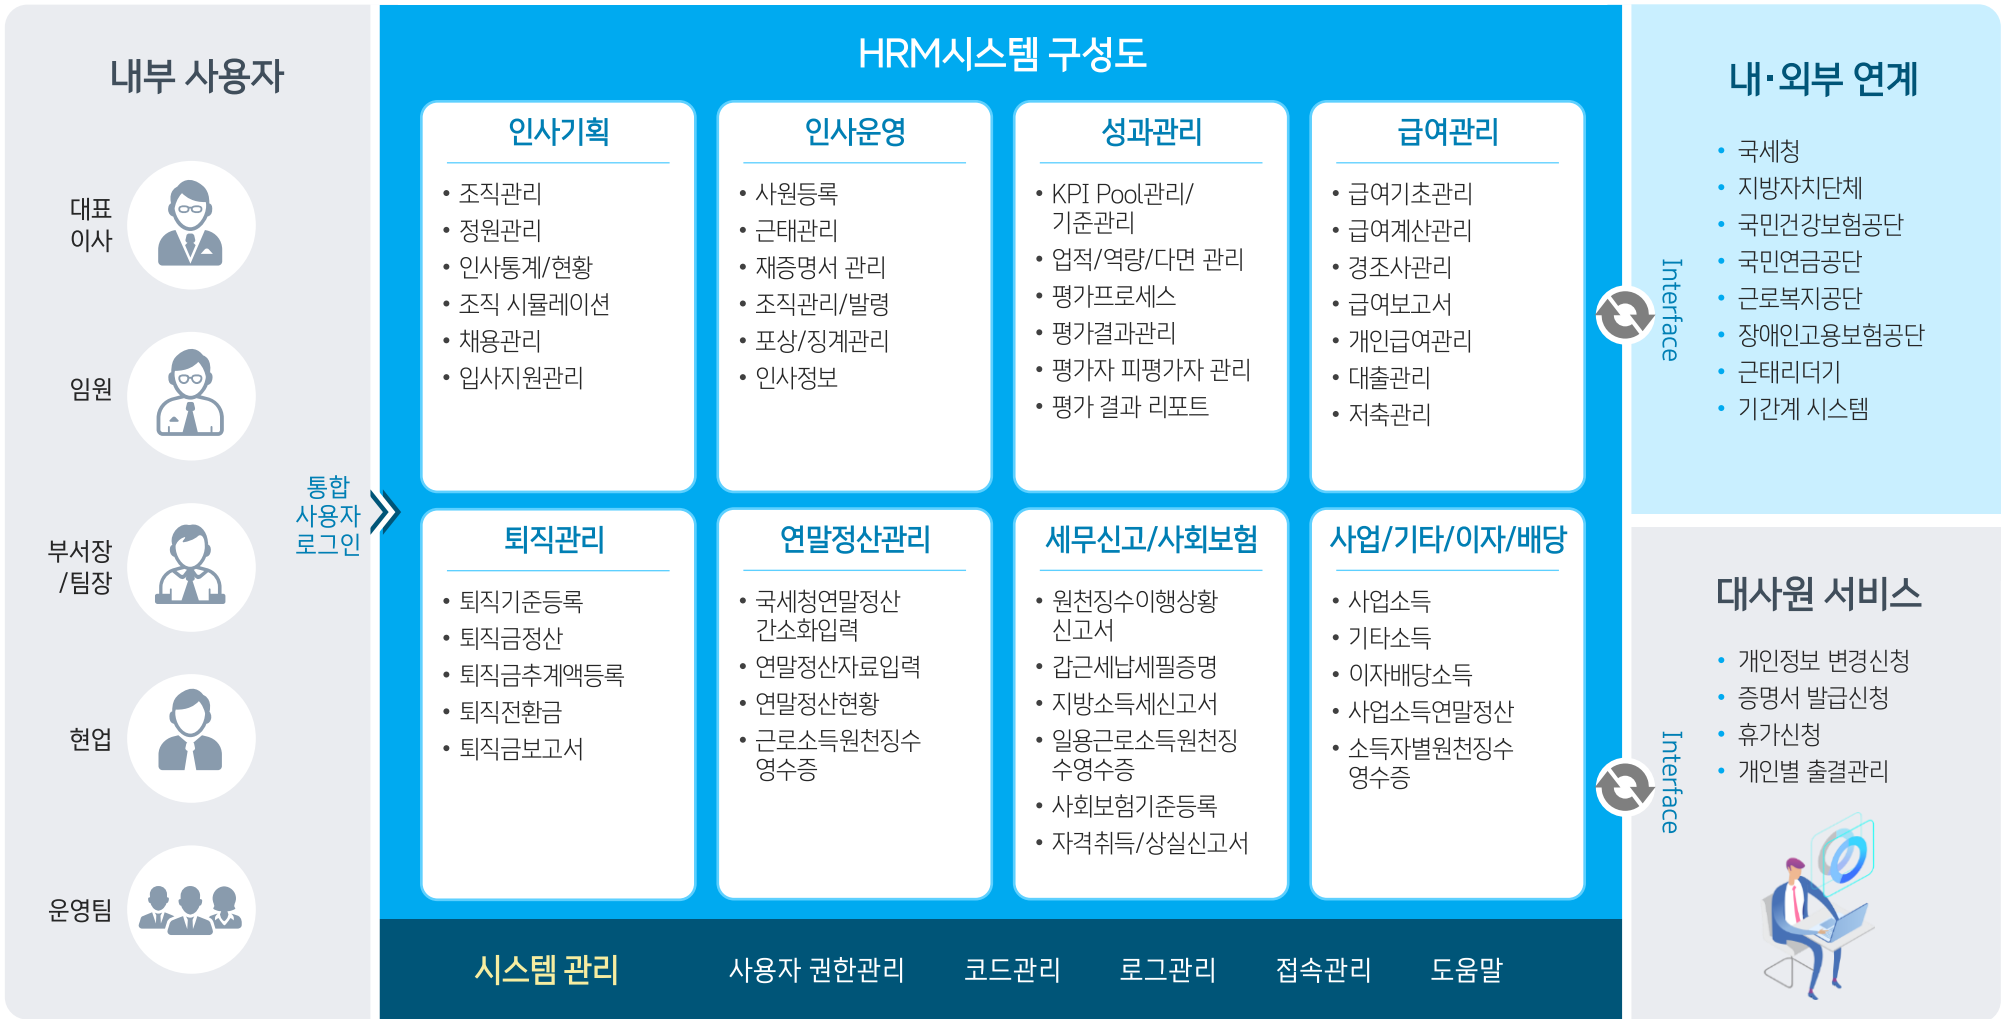 내부 사용자
대표
이사
임원
부서장
/팀장
현업
운영팀
통합
사용자
로그인
HRM시스템 구성도
인사기획
• 조직관리
• 정원관리
• 인사통계/현황
• 조직 시뮬레이션
• 채용관리
• 입사지원관리
인사운영
• 사원등록
• 근태관리
• 재증명서 관리
• 조직관리/발령
• 포상/징계관리
• 인사정보
성과관리
• KPI Pool관리/
기준관리
• 업적/역량/다면 관리
• 평가프로세스
• 평가결과관리
• 평가자 피평가자 관리
• 평가 결과 리포트
급여관리
• 급여기초관리
• 급여계산관리
• 경조사관리
• 급여보고서
• 개인급여관리
• 대출관리
• 저축관리
퇴직관리
• 퇴직기준등록
• 퇴직금정산
• 퇴직금추계액등록
• 퇴직전환금
• 퇴직금보고서
연말정산관리
• 국세청연말정산
간소화입력
• 연말정산자료입력
• 연말정산현황
• 근로소득원천징수
영수증
세무신고/사회보험
• 원천징수이행상황
신고서
• 갑근세납세필증명
• 지방소득세신고서
• 일용근로소득원천징
수영수증
• 사회보험기준등록
• 자격취득/상실신고서
사업/기타/이자/배당
• 사업소득
• 기타소득
• 이자배당소득
• 사업소득연말정산
• 소득자별원천징수
영수증
시스템 관리
사용자 권한관리
코드관리
로그관리
접속관리
도움말
Interface
내·외부 연계
• 국세청
• 지방자치단체
• 국민건강보험공단
• 국민연금공단
• 근로복지공단
• 장애인고용보험공단
• 근태리더기
• 기간계 시스템
Interface
대사원 서비스
• 개인정보 변경신청
• 증명서 발급신청
• 휴가신청
• 개인별 출결관리